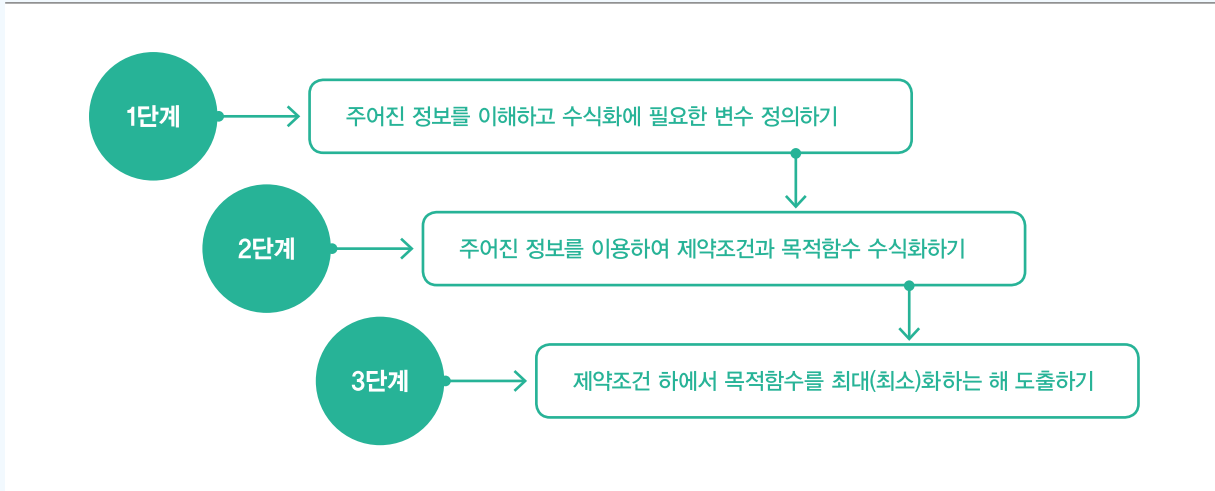 1단계
주어진 정보를 이해하고 수식화에 필요한 변수 정의하기
2단계
주어진 정보를 이용하여 제약조건과 목적함수 수식화하기
3단계
제약조건 하에서 목적함수를 최대(최소)화하는 해 도출하기